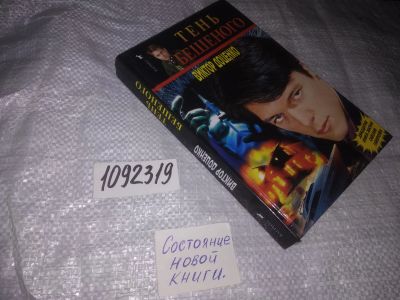 ТЕНЬ
БЕШЕНОГО
ВИКТОР ДОЦЕНКО
ТЕНЬ
БЕШЕНОГО
ВИКТОР ДОЦЕНКО
1092319
Состояние
новой
книги.